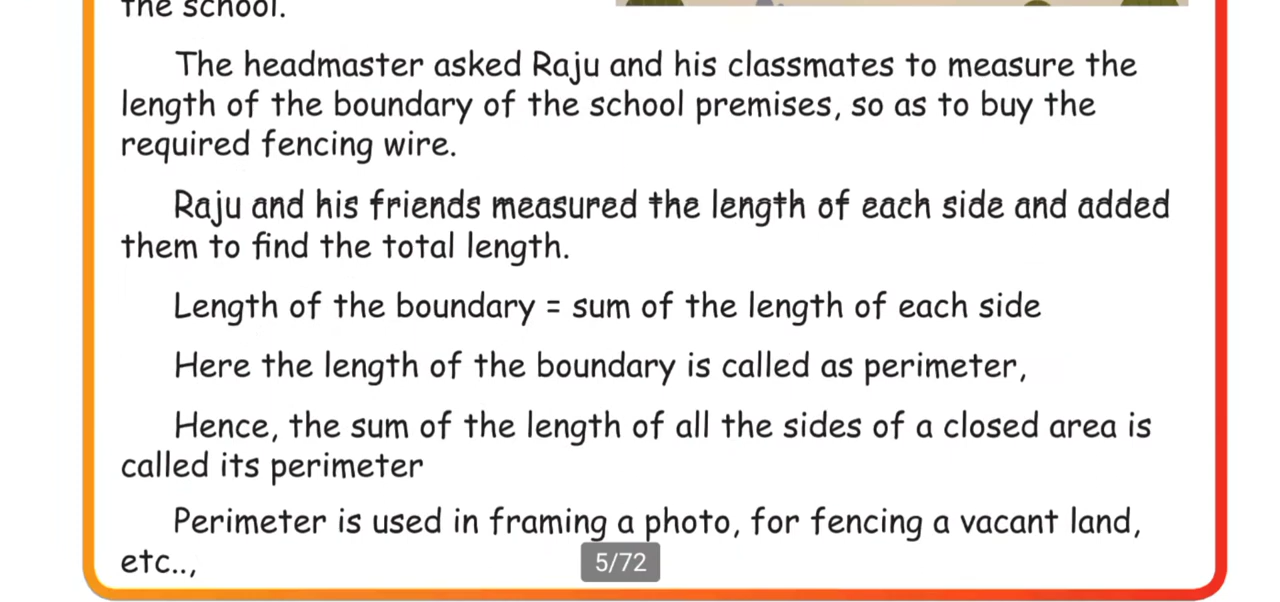 the school.
The headmaster asked Raju and his classmates to measure the
length of the boundary of the school premises, so as to buy the
required fencing wire.
Raju and his friends measured the length of each side and added
them to find the total length.
Length of the boundary = sum of the length of each side
Here the length of the boundary is called as perimeter,
Hence, the sum of the length of all the sides of a closed area is
called its perimeter
Perimeter is used in framing a photo, for fencing a vacant land,
etc..,
5/72